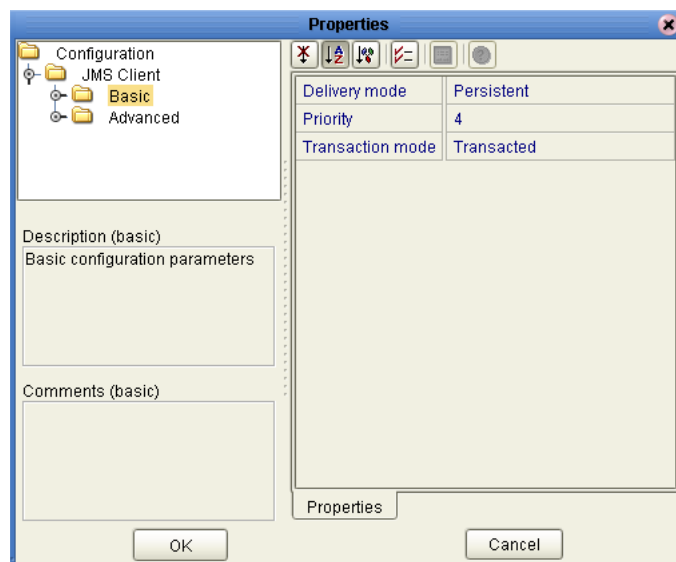 Properties
Configuration
JMS Client
Basic
Advanced
Description (basic)
Basic configuration parameters
Comments (basic)
Delivery mode Persistent
Priority 4
Transaction mode Transacted
Properties
OK
Cancel